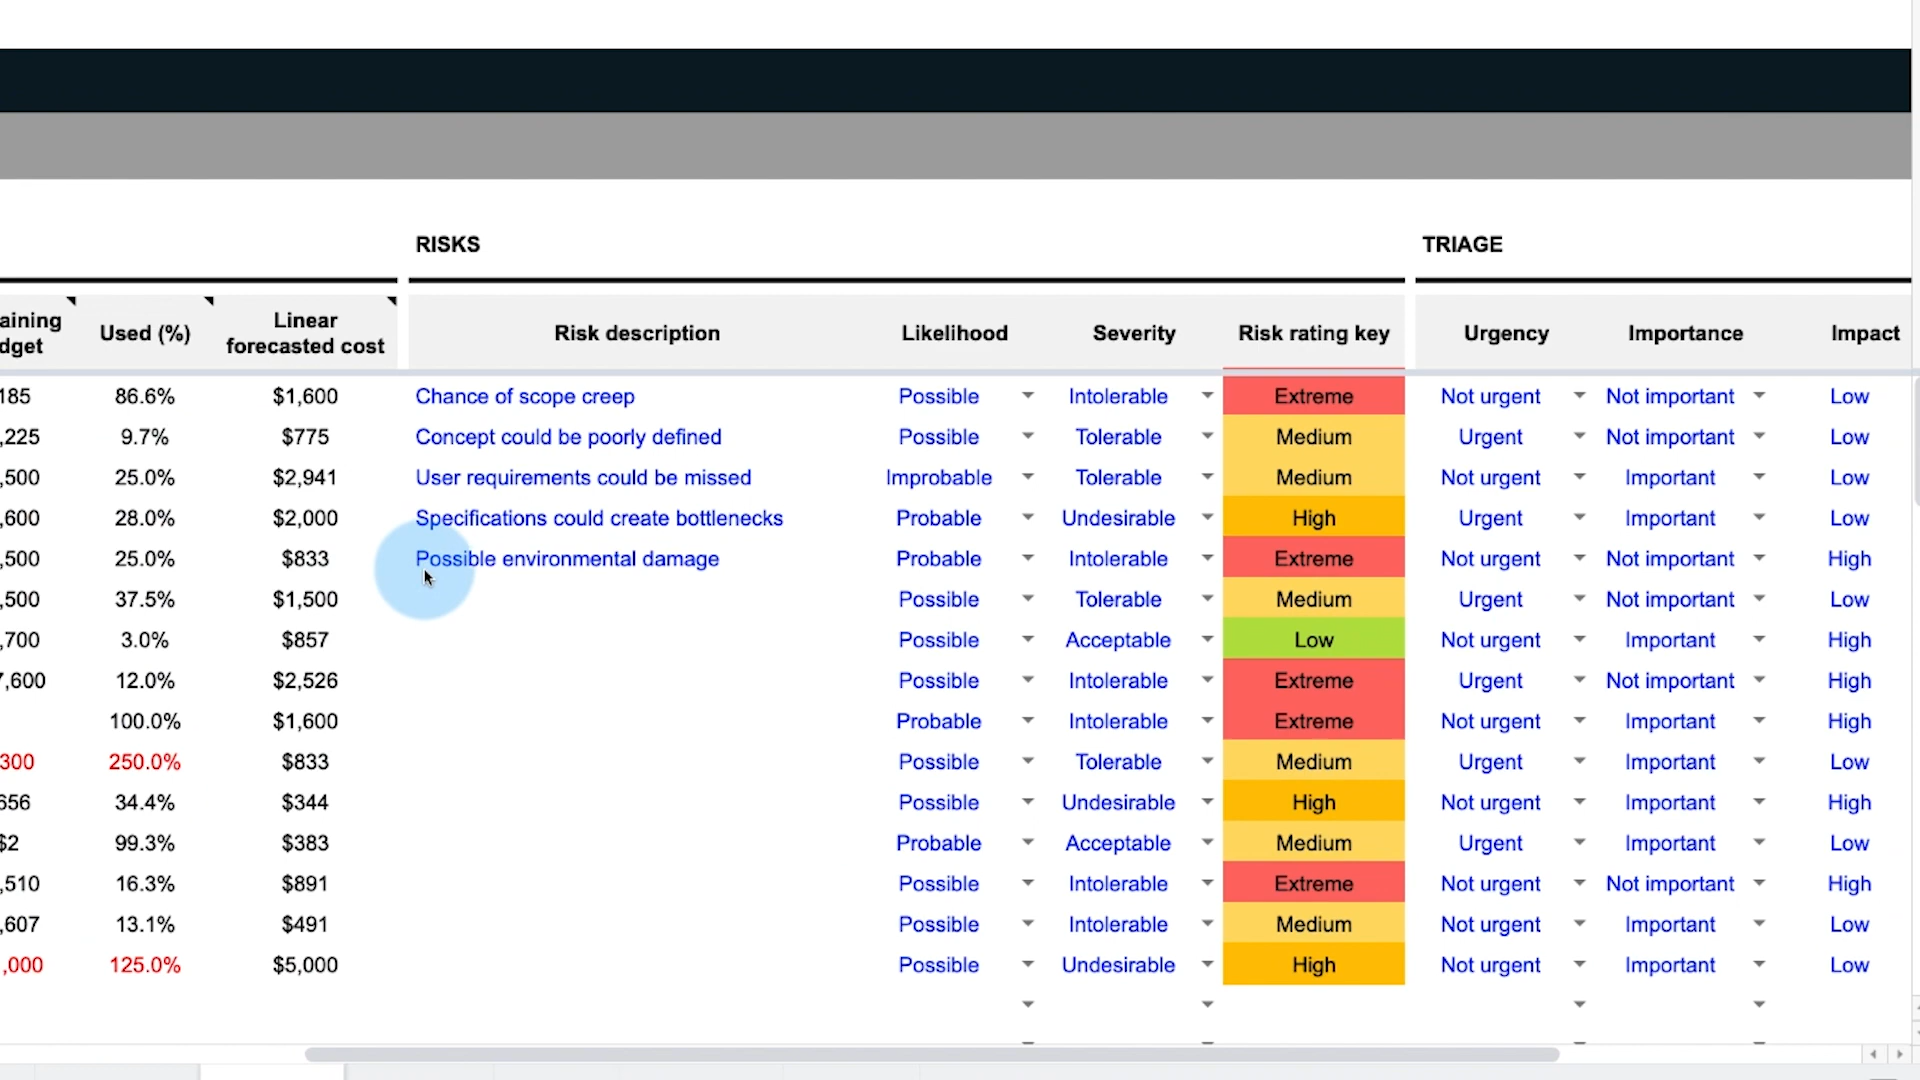 RISKS TRIAGE
aining dget Used (%) Linear forecasted cost Risk description Likelihood Severity Risk rating key Urgency Importance Impact
185 86.6% $1,600 Chance of scope creep Possible Intolerable Extreme Not urgent Not important Low
,225 9.7% $775 Concept could be poorly defined Possible Tolerable Medium Urgent Not important Low
,500 25.0% $2,941 User requirements could be missed Improbable Tolerable Medium Not urgent Important Low
,600 28.0% $2,000 Specifications could create bottlenecks Probable Undesirable High Urgent Important Low
,500 25.0% $833 Possible environmental damage Probable Intolerable Extreme Not urgent Important High
,500 37.5% $1,500 Possible Tolerable Medium Urgent Not important Low
,700 3.0% $857 Possible Acceptable Low Not urgent Important High
7,600 12.0% $2,526 Possible Intolerable Extreme Urgent Not important High
100.0% $1,600 Probable Intolerable Extreme Not urgent Important High
300 250.0% $833 Possible Tolerable Medium Urgent Important Low
656 34.4% $344 Possible Undesirable High Not urgent Important High
$2 99.3% $383 Probable Acceptable Medium Urgent Important Low
,510 16.3% $891 Possible Intolerable Extreme Not urgent Not important High
,607 13.1% $491 Possible Intolerable Medium Not urgent Important Low
,000 125.0% $5,000 Possible Undesirable High Not urgent Important Low